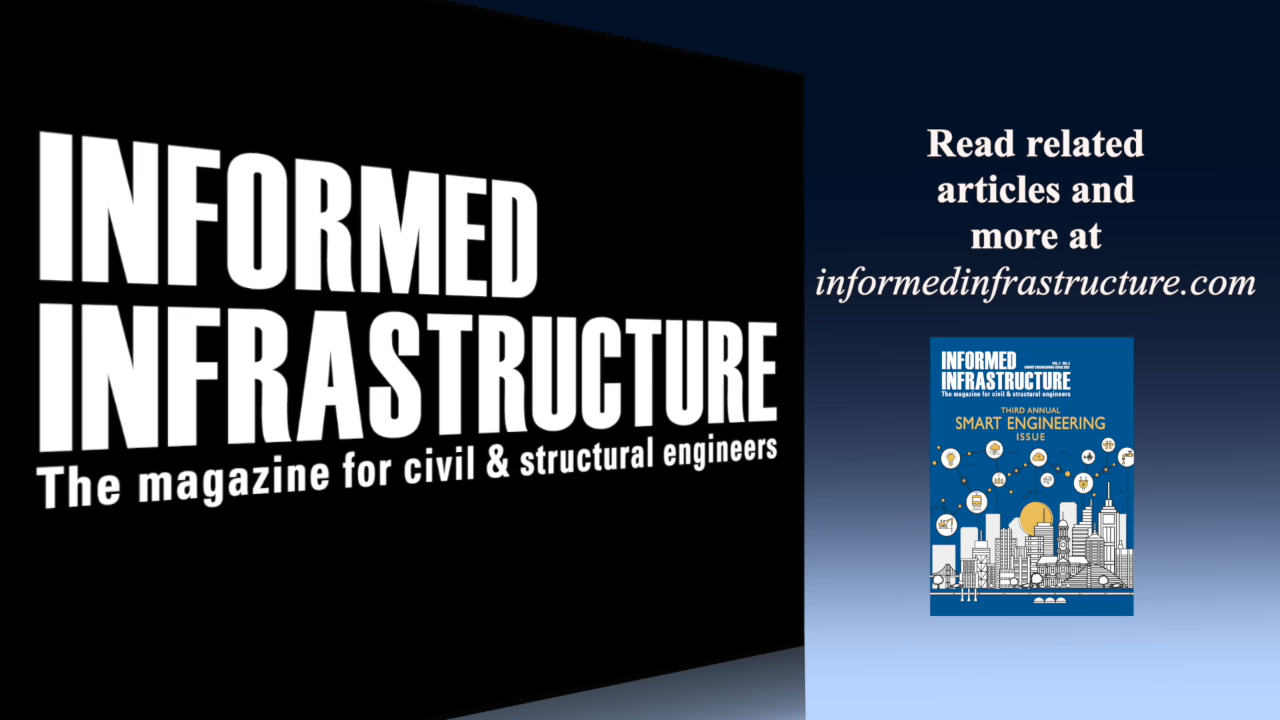 INFORMED
INFRASTRUCTURE
The magazine for civil & structural engineers
Read related
articles and
more at
informedinfrastructure.com
INFORMED
INFRASTRUCTURE
The magazine for civil & structural engineers
THIRD ANNUAL
SMART ENGINEERING
ISSUE